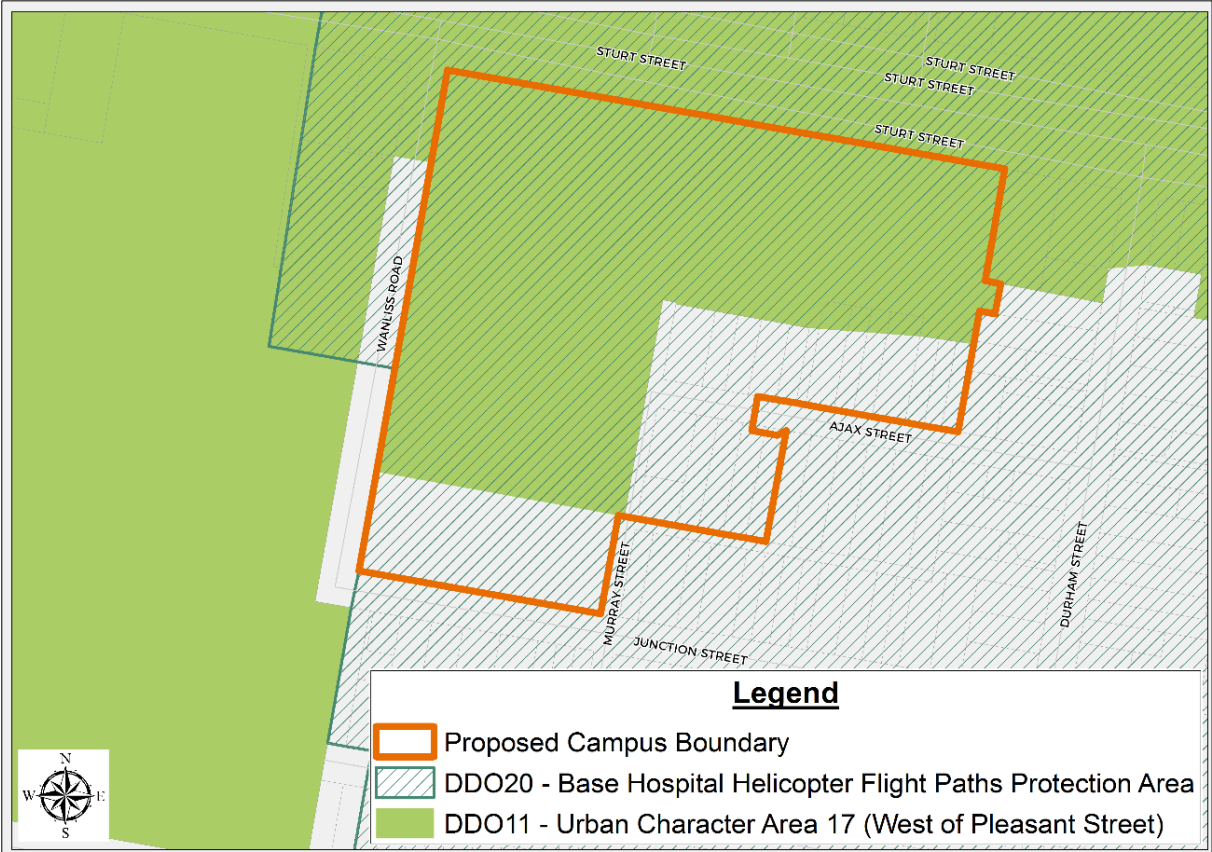 STURT STREET
STURT STREET
STURT STREET
STURT STREET
WANLISS ROAD
AJAX STREET
DURHAM STREET
MURRAY STREET
JUNCTION STREET
Legend
Proposed Campus Boundary
DDO20 - Base Hospital Helicopter Flight Paths Protection Area
DDO11 - Urban Character Area 17 (West of Pleasant Street)
N
W E
S